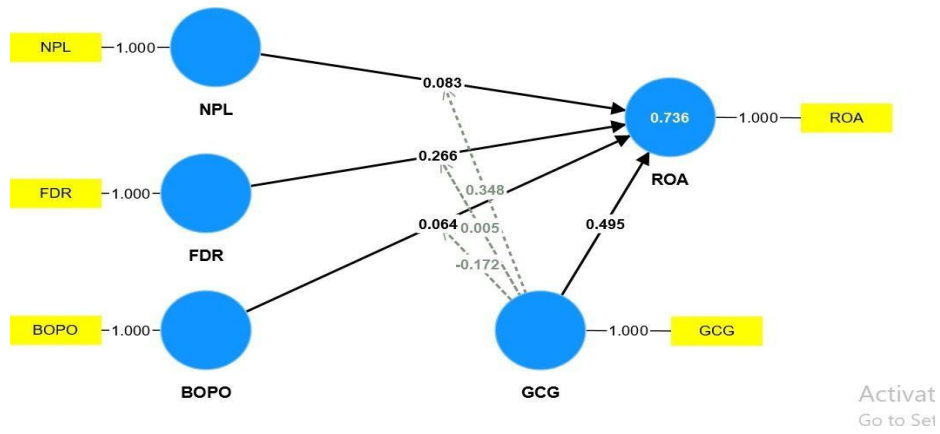 NPL
1.000
NPL
0.083
0.736
1.000
ROA
ROA
FDR
1.000
FDR
0.266
0.348
0.064
0.005
0.495
-0.172
BOPO
1.000
BOPO
1.000
GCG
GCG
Activat
Go to Set